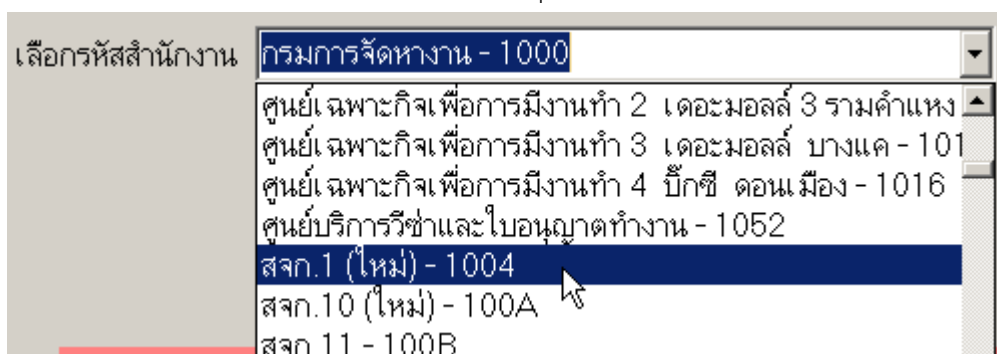 เลือกรหัสสำนักงาน กรมการจัดหางาน - 1000
ศูนย์เฉพาะกิจเพื่อการมีงานทำ 2 เดอะมอลล์ 3 รามคำแหง
ศูนย์เฉพาะกิจเพื่อการมีงานทำ 3 เดอะมอลล์ บางแค - 101
ศูนย์เฉพาะกิจเพื่อการมีงานทำ 4 บิ๊กซี ดอนเมือง - 1016
ศูนย์บริการวีซ่าและใบอนุญาตทำงาน - 1052
สจก.1 (ใหม่) - 1004
สจก.10 (ใหม่) - 100A
สจก.11 - 100B